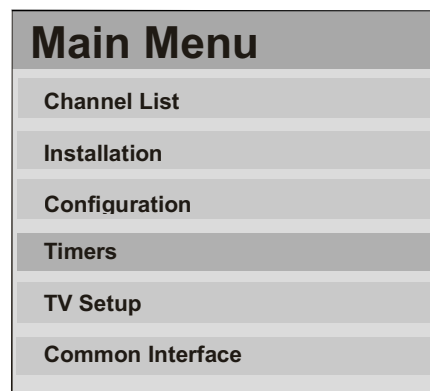 Main Menu
Channel List
Installation
Configuration
Timers
TV Setup
Common Interface